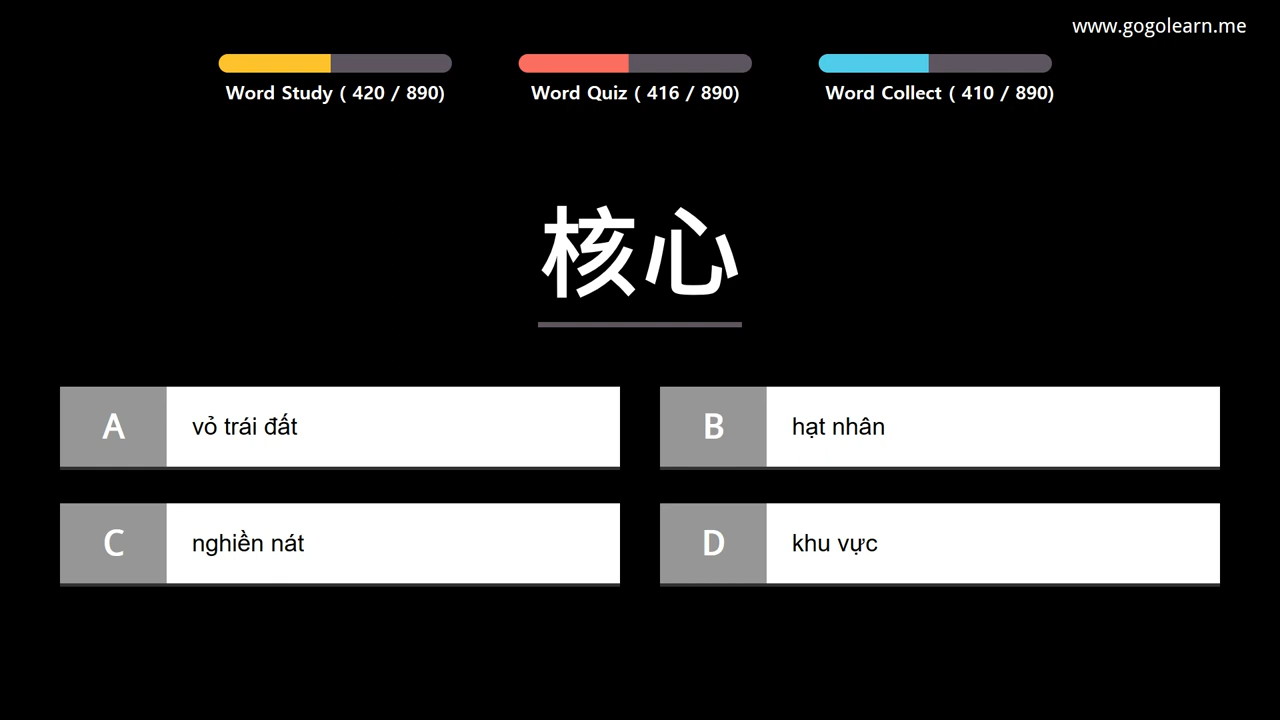 www.gogolearn.me
Word Study ( 420 / 890)
Word Quiz ( 416 / 890)
Word Collect ( 410 / 890)
核心
A vỏ trái đất
B hạt nhân
C nghiền nát
D khu vực